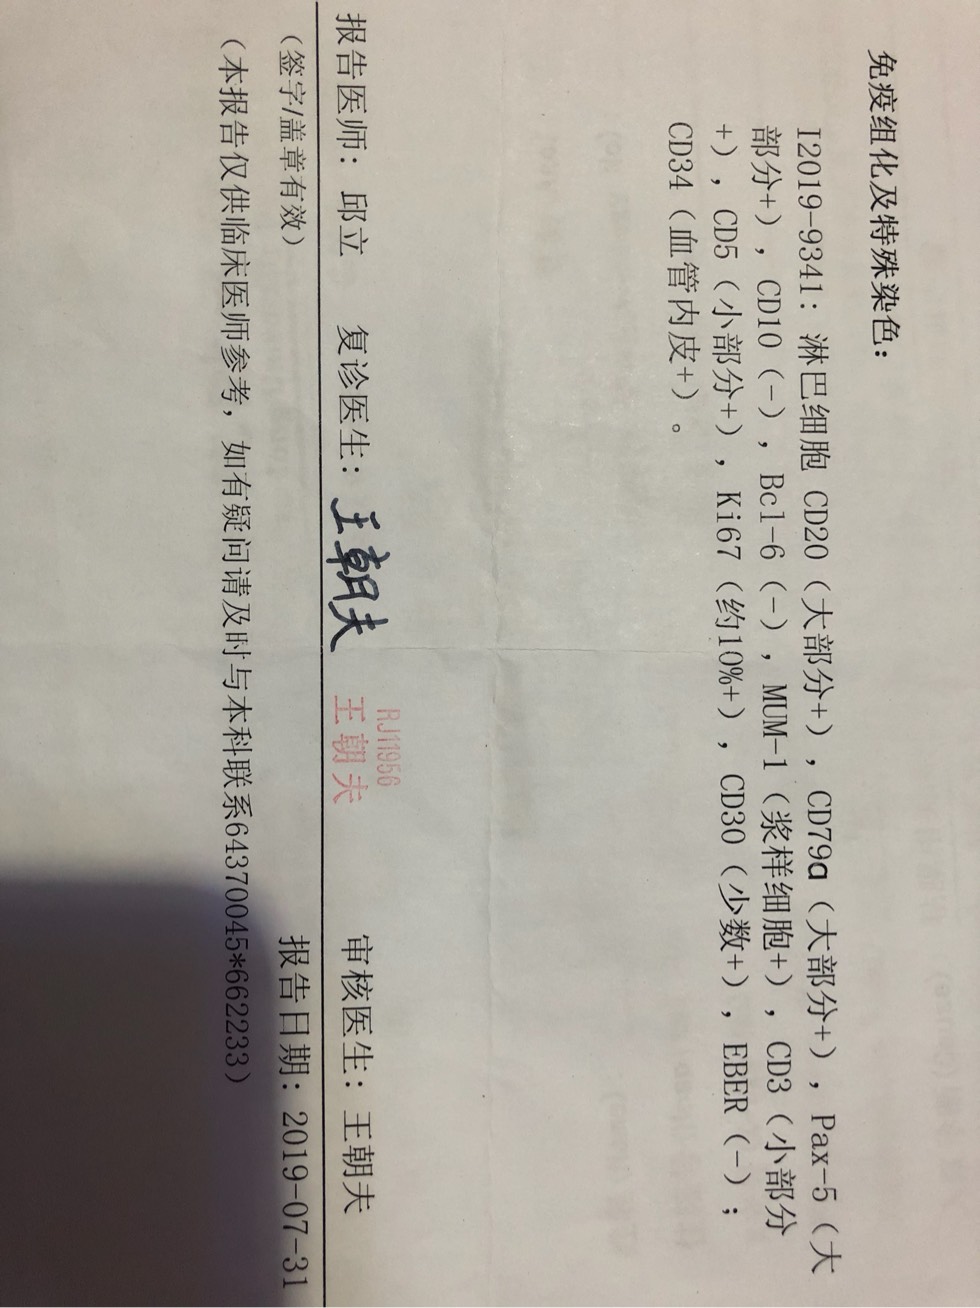 免疫组化及特殊染色：
I2019-9341：淋巴细胞 CD20（大部分+），CD79a（大部分+），Pax-5（大
部分+），CD10（-），Bcl-6（-），MUM-1（浆样细胞+），CD3（小部分
+），CD5（小部分+），Ki67（约10%+），CD30（少数+），EBER（-）；
CD34（血管内皮+）。
RJ11956
报告医师：邱立 复诊医生：王朝夫 王朝夫 审核医生：王朝夫
（签字/盖章有效） 报告日期：2019-07-31
（本报告仅供临床医师参考，如有疑问请及时与本科联系64370045*662233）